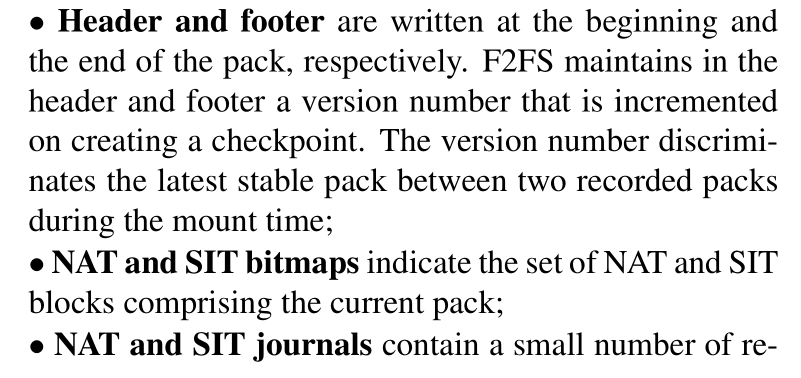 • Header and footer are written at the beginning and
the end of the pack, respectively. F2FS maintains in the
header and footer a version number that is incremented
on creating a checkpoint. The version number discrimi-
nates the latest stable pack between two recorded packs
during the mount time;
• NAT and SIT bitmaps indicate the set of NAT and SIT
blocks comprising the current pack;
• NAT and SIT journals contain a small number of re-